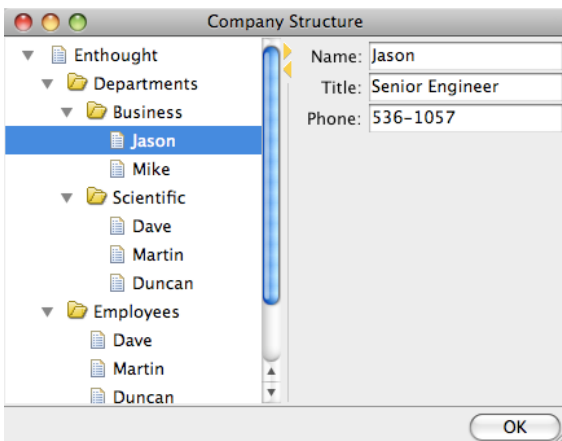 Company Structure
Enthought
Departments
Business
Jason
Mike
Scientific
Dave
Martin
Duncan
Employees
Dave
Martin
Duncan
Name: Jason
Title: Senior Engineer
Phone: 536-1057
OK